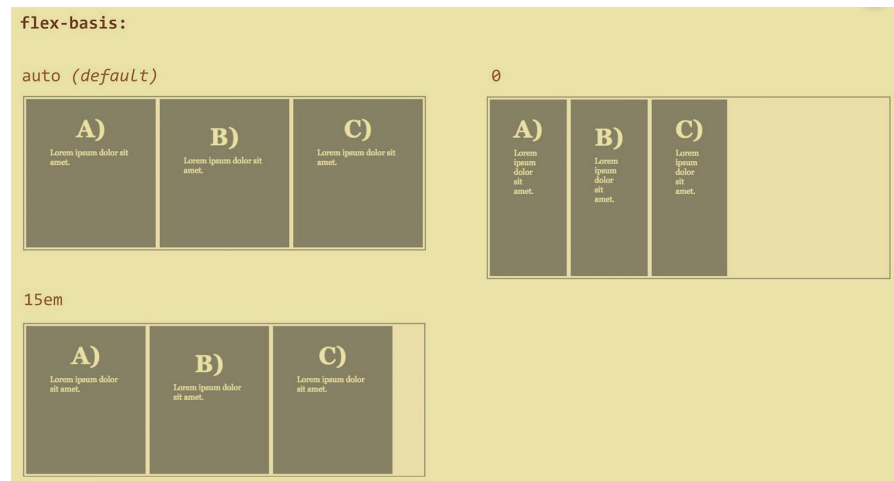 flex-basis:
auto (default)
A)
Lorem ipsum dolor sit
amet.
B)
Lorem ipsum dolor sit
amet.
C)
Lorem ipsum dolor sit
amet.
0
A)
Lorem
ipsum
dolor
sit
amet.
B)
Lorem
ipsum
dolor
sit
amet.
C)
Lorem
ipsum
dolor
sit
amet.
15em
A)
Lorem ipsum dolor
sit amet.
B)
Lorem ipsum dolor
sit amet.
C)
Lorem ipsum dolor
sit amet.